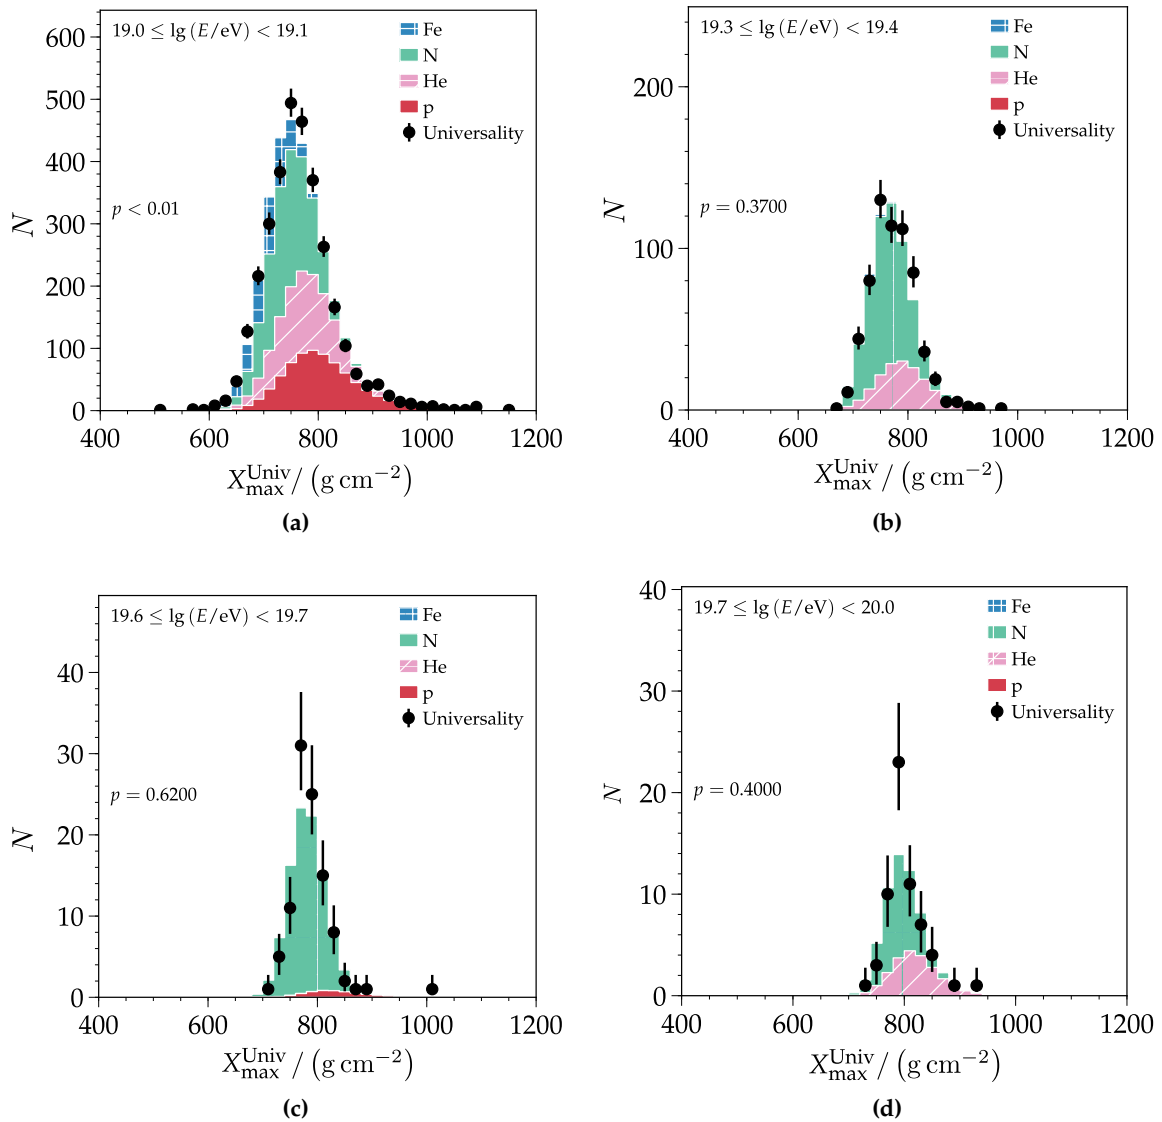 19.0 ≤ lg (E/eV) < 19.1
Fe
N
He
p
Universality
p < 0.01
N
600
500
400
300
200
100
0
400 600 800 1000 1200
X_max^Univ / (g cm⁻²)
(a)
19.3 ≤ lg (E/eV) < 19.4
Fe
N
He
p
Universality
p = 0.3700
N
200
100
0
400 600 800 1000 1200
X_max^Univ / (g cm⁻²)
(b)
19.6 ≤ lg (E/eV) < 19.7
Fe
N
He
p
Universality
p = 0.6200
N
40
30
20
10
0
400 600 800 1000 1200
X_max^Univ / (g cm⁻²)
(c)
19.7 ≤ lg (E/eV) < 20.0
Fe
N
He
p
Universality
p = 0.4000
N
40
30
20
10
0
400 600 800 1000 1200
X_max^Univ / (g cm⁻²)
(d)